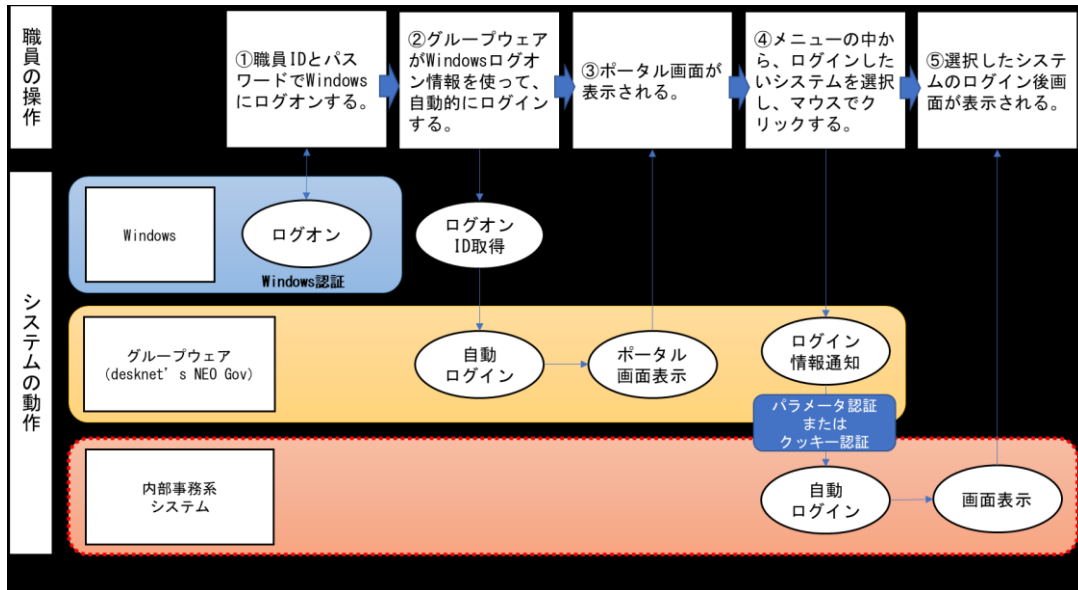 職員の操作
①職員IDとパス
ワードでWindows
にログオンする。
②グループウェア
がWindowsログオ
ン情報を使って、
自動的にログイン
する。
③ポータル画面が
表示される。
④メニューの中か
ら、ログインした
いシステムを選択
し、マウスでク
リックする。
⑤選択したシステ
ムのログイン後画
面が表示される。
システムの動作
Windows
ログオン
Windows認証
ログオン
ID取得
グループウェア
(desknet's NEO Gov)
自動
ログイン
ポータル
画面表示
ログイン
情報通知
パラメータ認証
または
クッキー認証
内部事務系
システム
自動
ログイン
画面表示